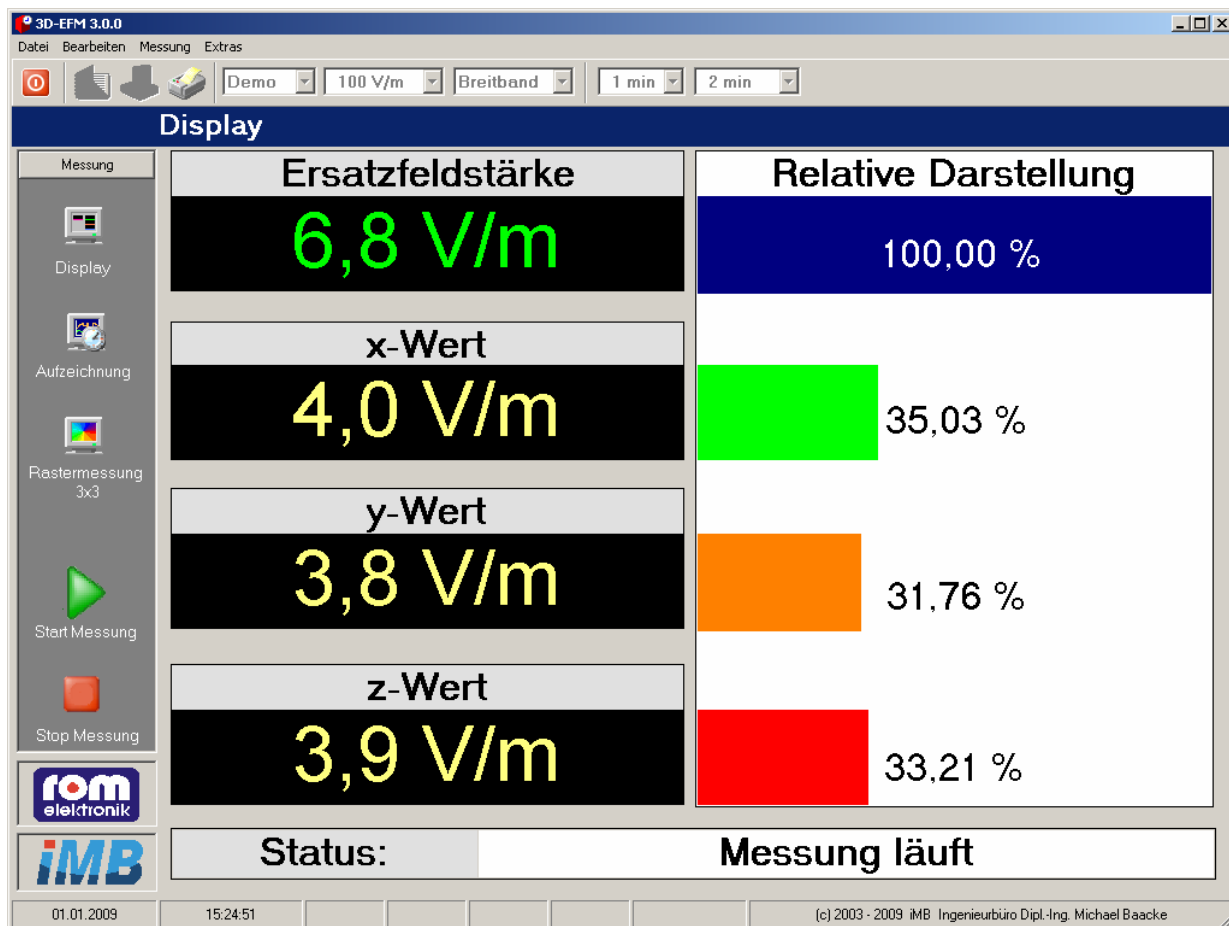 3D-EFM 3.0.0
Datei Bearbeiten Messung Extras
Demo 100 V/m Breitband 1 min 2 min
Display
Messung
Display
Aufzeichnung
Rastermessung
3x3
Start Messung
Stop Messung
rom
elektronik
iMB
Ersatzfeldstärke
6,8 V/m
x-Wert
4,0 V/m
y-Wert
3,8 V/m
z-Wert
3,9 V/m
Relative Darstellung
100,00 %
35,03 %
31,76 %
33,21 %
Status: Messung läuft
01.01.2009 15:24:51 (c) 2003 - 2009 iMB Ingenieurbüro Dipl.-Ing. Michael Baacke